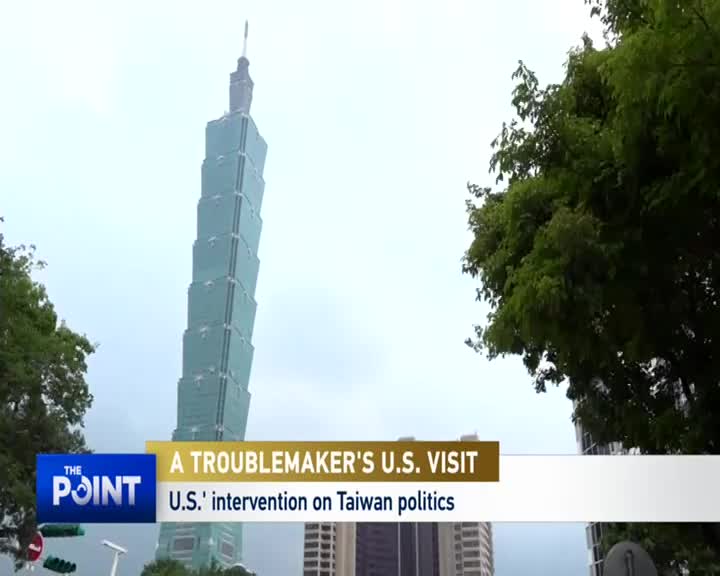 A TROUBLEMAKER'S U.S. VISIT
THE
POINT
U.S.' intervention on Taiwan politics